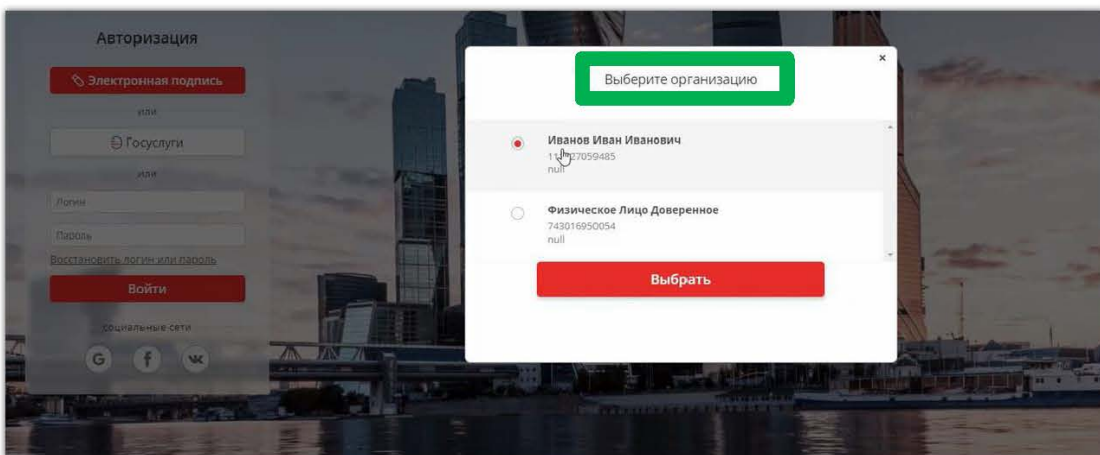 Авторизация
Электронная подпись
или
Госуслуги
или
Логин
Пароль
Восстановить логин или пароль
Войти
социальные сети
G f
Выберите организацию
×
Иванов Иван Иванович
27059485
null
Физическое Лицо Доверенное
743016950054
null
Выбрать